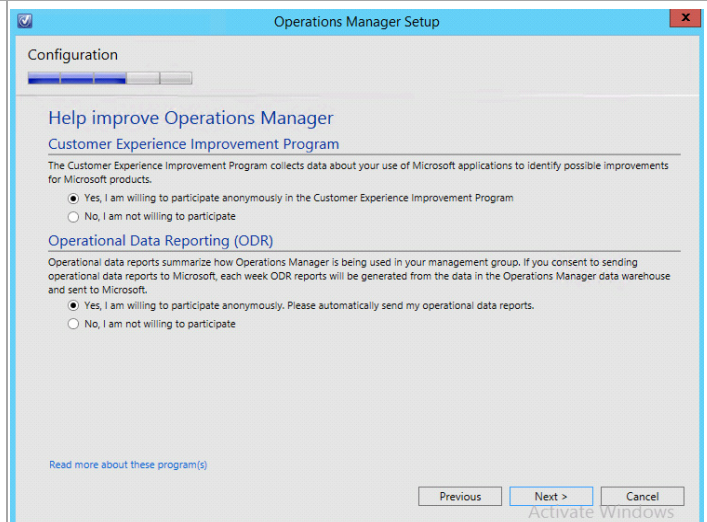 Operations Manager Setup
x
Configuration
Help improve Operations Manager
Customer Experience Improvement Program
The Customer Experience Improvement Program collects data about your use of Microsoft applications to identify possible improvements
for Microsoft products.
Yes, I am willing to participate anonymously in the Customer Experience Improvement Program
No, I am not willing to participate
Operational Data Reporting (ODR)
Operational data reports summarize how Operations Manager is being used in your management group. If you consent to sending
operational data reports to Microsoft, each week ODR reports will be generated from the data in the Operations Manager data warehouse
and sent to Microsoft.
Yes, I am willing to participate anonymously. Please automatically send my operational data reports.
No, I am not willing to participate
Read more about these program(s)
Previous Next > Cancel
Activate Windows